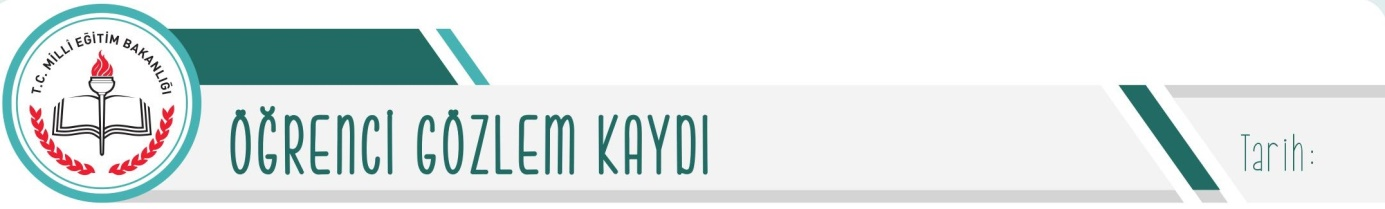 T.C. MİLLİ EĞİTİM BAKANLIĞI
ÖĞRENCİ GÖZLEM KAYDI
Tarih: